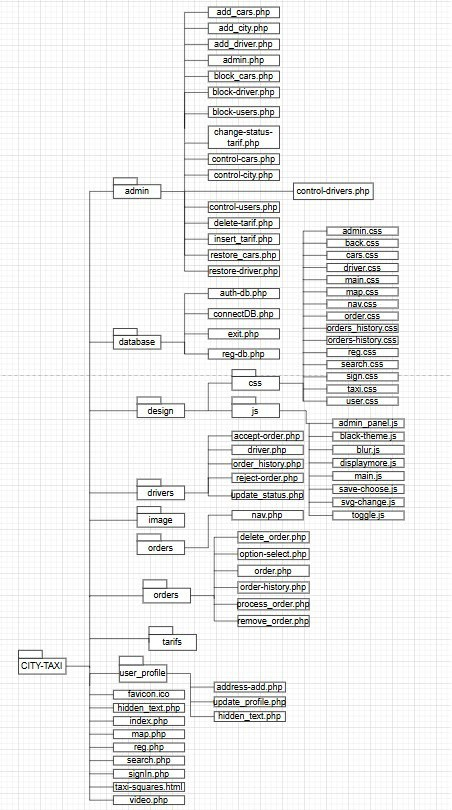 add_cars.php
add_city.php
add_driver.php
admin.php
block_cars.php
block-driver.php
block-users.php
change-status-
tarif.php
control-cars.php
control-city.php
admin
control-drivers.php
control-users.php
delete-tarif.php
insert_tarif.php
restore_cars.php
restore-driver.php
admin.css
back.css
cars.css
driver.css
main.css
map.css
nav.css
order.css
orders_history.css
orders-history.css
reg.css
search.css
sign.css
taxi.css
user.css
auth-db.php
connectDB.php
exit.php
reg-db.php
database
css
design
js
admin_panel.js
black-theme.js
blur.js
displaymore.js
main.js
save-choose.js
svg-change.js
toggle.js
accept-order.php
driver.php
order_history.php
reject-order.php
update_status.php
drivers
image
nav.php
orders
delete_order.php
option-select.php
order.php
order-history.php
process_order.php
remove_order.php
orders
tarifs
CITY-TAXI
user_profile
address-add.php
update_profile.php
hidden_text.php
favicon.ico
hidden_text.php
index.php
map.php
reg.php
search.php
signIn.php
taxi-squares.html
video.php